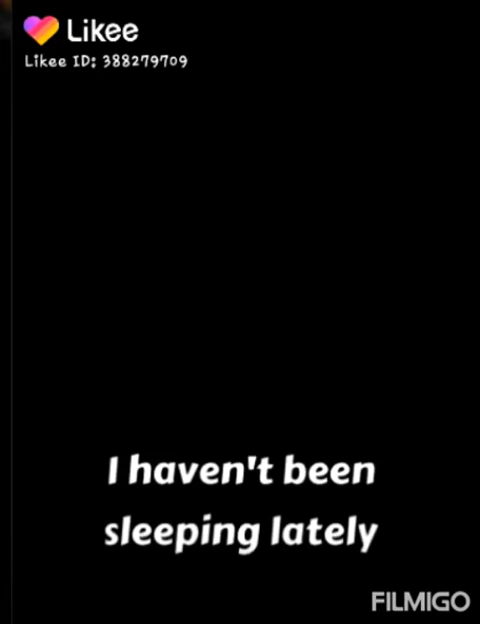 Likee
Likee ID: 388279709
I haven't been
sleeping lately
FILMIGO